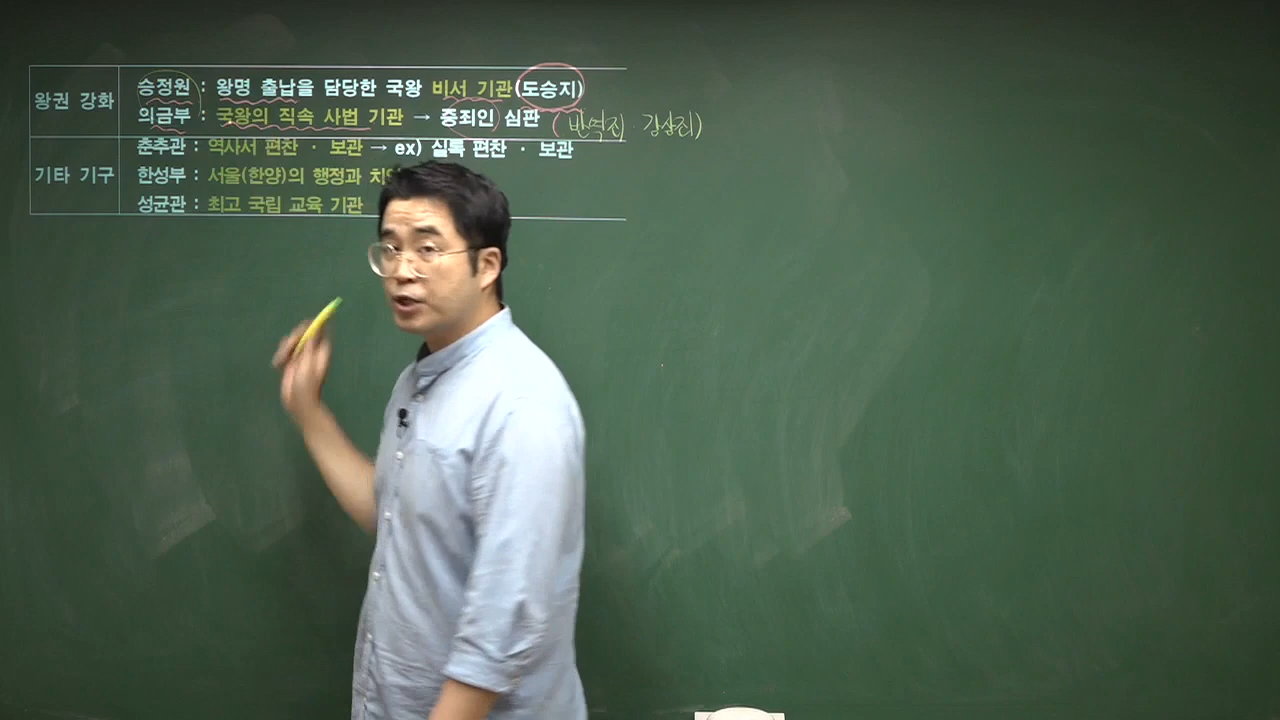 왕권 강화
승정원 : 왕명 출납을 담당한 국왕 비서 기관(도승지)
의금부 : 국왕의 직속 사법 기관 → 중죄인 심판 (반역죄 · 강상죄)
기타 기구
춘추관 : 역사서 편찬 · 보관 → ex) 실록 편찬 · 보관
한성부 : 서울(한양)의 행정과
성균관 : 최고 국립 교육 기관